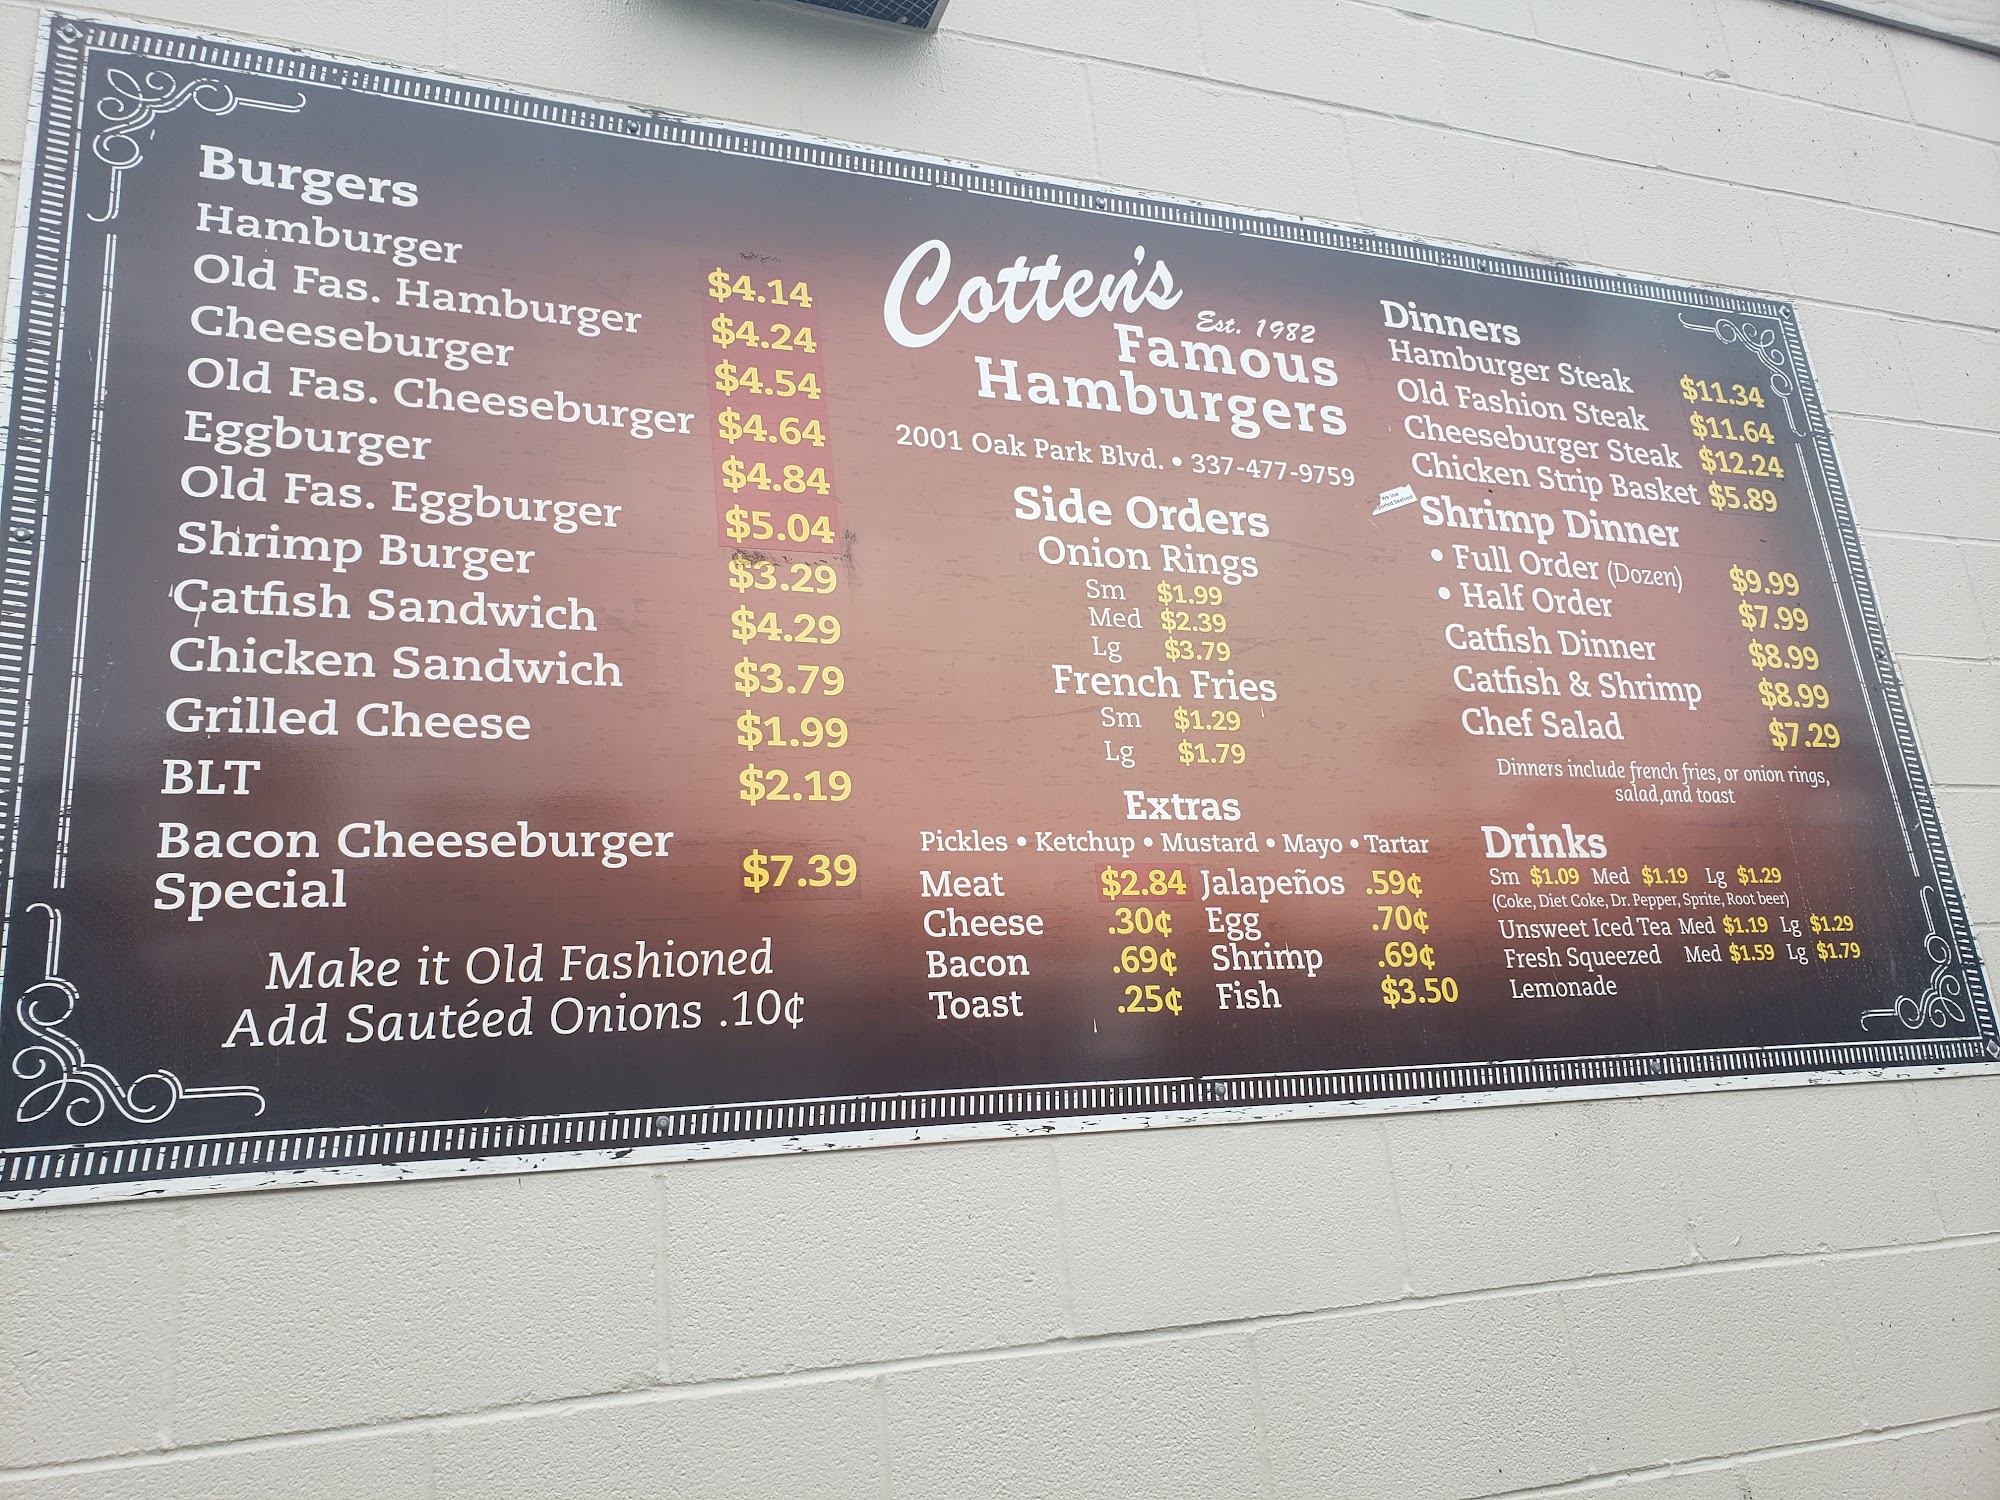 Burgers
Hamburger $4.14
Old Fas. Hamburger $4.24
Cheeseburger $4.54
Old Fas. Cheeseburger $4.64
Eggburger $4.84
Old Fas. Eggburger $5.04
Shrimp Burger $3.29
Catfish Sandwich $4.29
Chicken Sandwich $3.79
Grilled Cheese $1.99
BLT $2.19
Bacon Cheeseburger
Special $7.39
Make it Old Fashioned
Add Sautéed Onions .10¢
Cotten's
Est. 1982
Famous
Hamburgers
2001 Oak Park Blvd. • 337-477-9759
Side Orders
Onion Rings
Sm $1.99
Med $2.39
Lg $3.79
French Fries
Sm $1.29
Lg $1.79
Extras
Pickles • Ketchup • Mustard • Mayo • Tartar
Meat $2.84 Jalapeños .59¢
Cheese .30¢ Egg .70¢
Bacon .69¢ Shrimp .69¢
Toast .25¢ Fish $3.50
Dinners
Hamburger Steak $11.34
Old Fashion Steak $11.64
Cheeseburger Steak $12.24
Chicken Strip Basket $5.89
We Use
Seafood
Shrimp Dinner
• Full Order (Dozen) $9.99
• Half Order $7.99
Catfish Dinner $8.99
Catfish & Shrimp $8.99
Chef Salad $7.29
Dinners include french fries, or onion rings,
salad,and toast
Drinks
Sm $1.09 Med $1.19 Lg $1.29
(Coke, Diet Coke, Dr. Pepper, Sprite, Root beer)
Unsweet Iced Tea Med $1.19 Lg $1.29
Fresh Squeezed Med $1.59 Lg $1.79
Lemonade